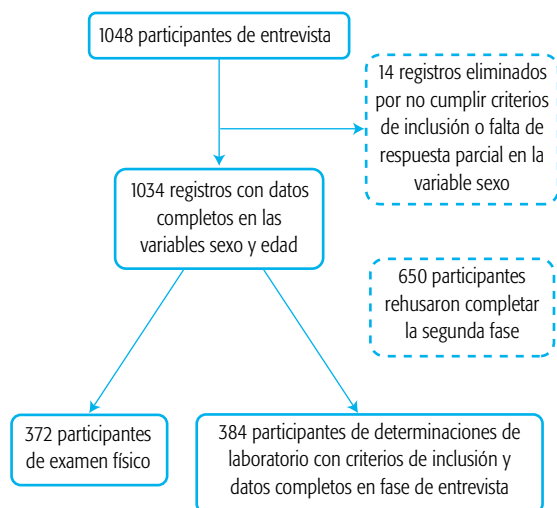 1048 participantes de entrevista
14 registros eliminados
por no cumplir criterios
de inclusión o falta de
respuesta parcial en la
variable sexo
1034 registros con datos
completos en las
variables sexo y edad
650 participantes
rehusaron completar
la segunda fase
372 participantes
de examen físico
384 participantes de determinaciones de
laboratorio con criterios de inclusión y
datos completos en fase de entrevista